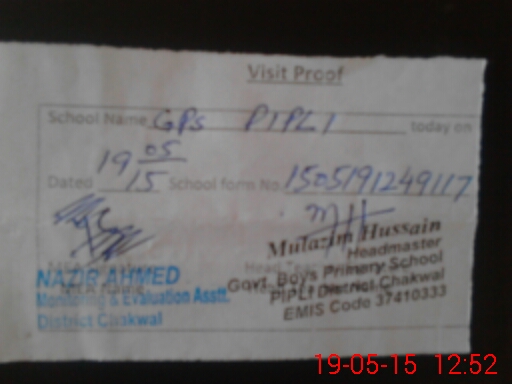 Visit Proof
School Name GPS PIPLI today on
Dated 19 05/15 School form No. 1505191249117
NAZIR AHMED
Monitoring & Evaluation Asstt.
District Chakwal
Mulazim Hussain
Headmaster
Govt. Boys Primary School
PIPLI District Chakwal
EMIS Code 37410333
19-05-15 12:52